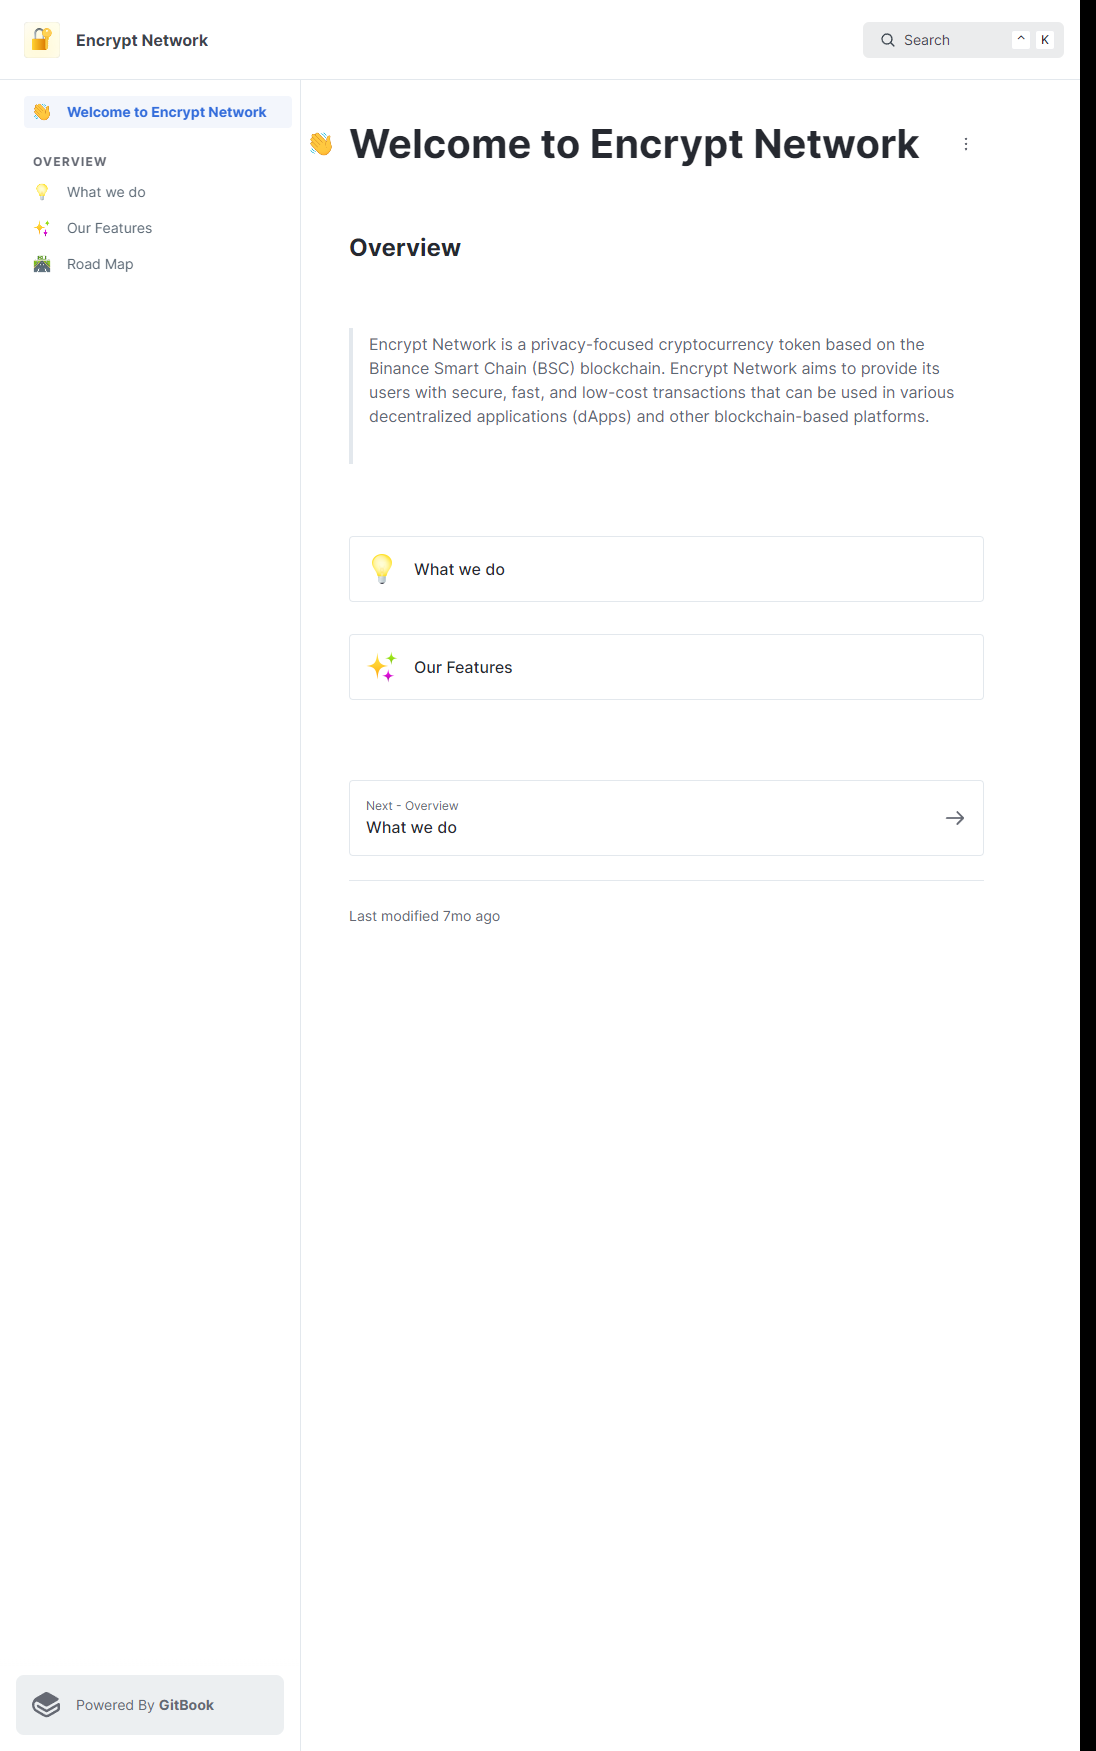 Encrypt Network
Search
^ K
Welcome to Encrypt Network
OVERVIEW
What we do
Our Features
Road Map
Welcome to Encrypt Network
Overview
Encrypt Network is a privacy-focused cryptocurrency token based on the
Binance Smart Chain (BSC) blockchain. Encrypt Network aims to provide its
users with secure, fast, and low-cost transactions that can be used in various
decentralized applications (dApps) and other blockchain-based platforms.
What we do
Our Features
Next - Overview
What we do
Last modified 7mo ago
Powered By GitBook